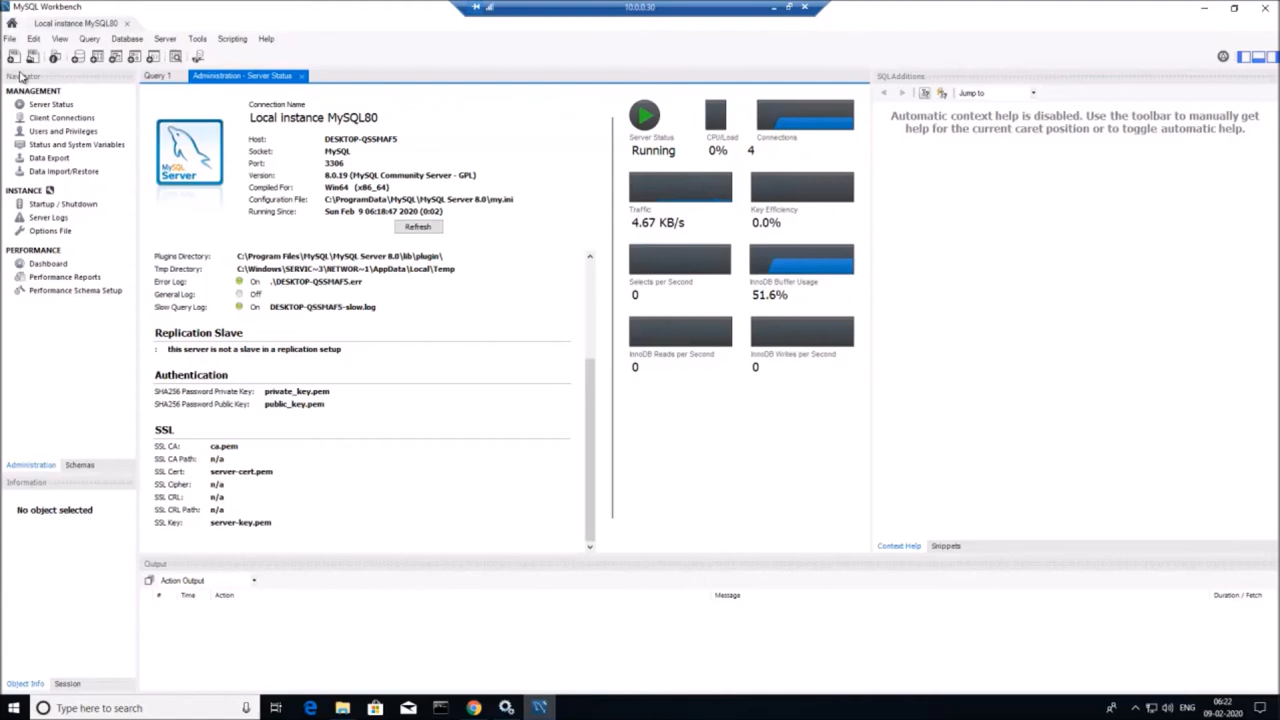 MySQL Workbench
10.0.0.30
Local instance MySQL80
File Edit View Query Database Server Tools Scripting Help
Navigator
MANAGEMENT
Server Status
Client Connections
Users and Privileges
Status and System Variables
Data Export
Data Import/Restore
INSTANCE
Startup / Shutdown
Server Logs
Options File
PERFORMANCE
Dashboard
Performance Reports
Performance Schema Setup
Administration Schemas
Information
No object selected
Object Info Session
Query 1 Administration - Server Status
Connection Name
Local instance MySQL80
Host: DESKTOP-QSSMAF5
Socket: MySQL
Port: 3306
Version: 8.0.19 (MySQL Community Server - GPL)
Compiled For: Win64 (x86_64)
Configuration File: C:\ProgramData\MySQL\MySQL Server 8.0\my.ini
Running Since: Sun Feb 9 06:18:47 2020 (0:02)
Refresh
MySQL
Server
Plugins Directory: C:\Program Files\MySQL\MySQL Server 8.0\lib\plugin\
Tmp Directory: C:\Windows\SERVIC~3\NETWOR~1\AppData\Local\Temp
Error Log: On .\DESKTOP-QSSMAF5.err
General Log: Off
Slow Query Log: On DESKTOP-QSSMAF5-slow.log
Replication Slave
: this server is not a slave in a replication setup
Authentication
SHA256 Password Private Key: private_key.pem
SHA256 Password Public Key: public_key.pem
SSL
SSL CA: ca.pem
SSL CA Path: n/a
SSL Cert: server-cert.pem
SSL Cipher: n/a
SSL CRL: n/a
SSL CRL Path: n/a
SSL Key: server-key.pem
Server Status
Running
CPU/Load
0%
Connections
4
Traffic
4.67 KB/s
Key Efficiency
0.0%
Selects per Second
0
InnoDB Buffer Usage
51.6%
InnoDB Reads per Second
0
InnoDB Writes per Second
0
SQL Additions
Jump to
Automatic context help is disabled. Use the toolbar to manually get
help for the current caret position or to toggle automatic help.
Context Help Snippets
Output
Action Output
# Time Action Message Duration / Fetch
Type here to search
ENG
06:22
09-02-2020